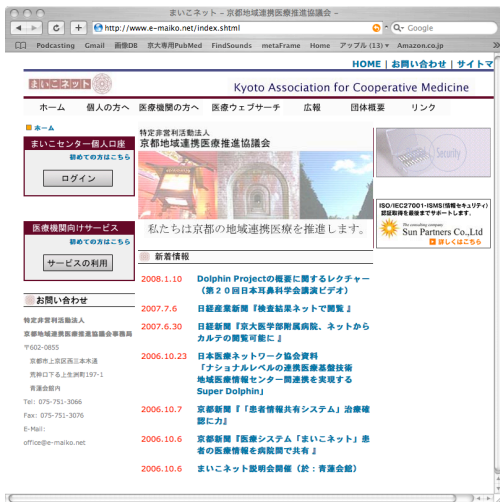 まいこネット – 京都地域連携医療推進協議会 –
http://www.e-maiko.net/index.shtml
Google
Podcasting Gmail 画像DB 京大専用PubMed FindSounds metaFrame Home アップル (13)▼ Amazon.co.jp
HOME | お問い合わせ | サイトマ
まいこネット
Kyoto Association for Cooperative Medicine
ホーム 個人の方へ 医療機関の方へ 医療ウェブサーチ 広報 団体概要 リンク
ホーム
まいこセンター個人口座
初めての方はこちら
ログイン
医療機関向けサービス
初めての方はこちら
サービスの利用
お問い合わせ
特定非営利活動法人
京都地域連携医療推進協議会事務局
〒602-0855
京都市上京区西三本木通
荒神口下る上生洲町197-1
青蓮会館内
Tel: 075-751-3066
Fax: 075-751-3076
E-Mail:
office@e-maiko.net
特定非営利活動法人
京都地域連携医療推進協議会
私たちは京都の地域連携医療を推進します。
新着情報
2008.1.10 Dolphin Projectの概要に関するレクチャー
(第２０回日本耳鼻科学会講演ビデオ)
2007.7.6 日経産業新聞『検査結果ネットで閲覧 』
2007.6.30 日経新聞『京大医学部附属病院、ネットから
カルテの閲覧可能に 』
2006.10.23 日本医療ネットワーク協会資料
「ナショナルレベルの連携医療基盤技術
地域医療情報センター間連携を実現する
Super Dolphin」
2006.10.7 京都新聞『「患者情報共有システム」治療確
認に力』
2006.10.6 京都新聞『医療システム「まいこネット」患
者の医療情報を病院間で共有 』
2006.10.6 まいこネット説明会開催（於：青蓮会館）
Security
ISO/IEC27001・ISMS(情報セキュリティ)
認証取得を最後までサポートします。
The consulting company
Sun Partners Co.,Ltd
詳しくはこちら